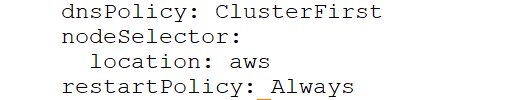 dnsPolicy: ClusterFirst
nodeSelector:
  location: aws
restartPolicy: Always